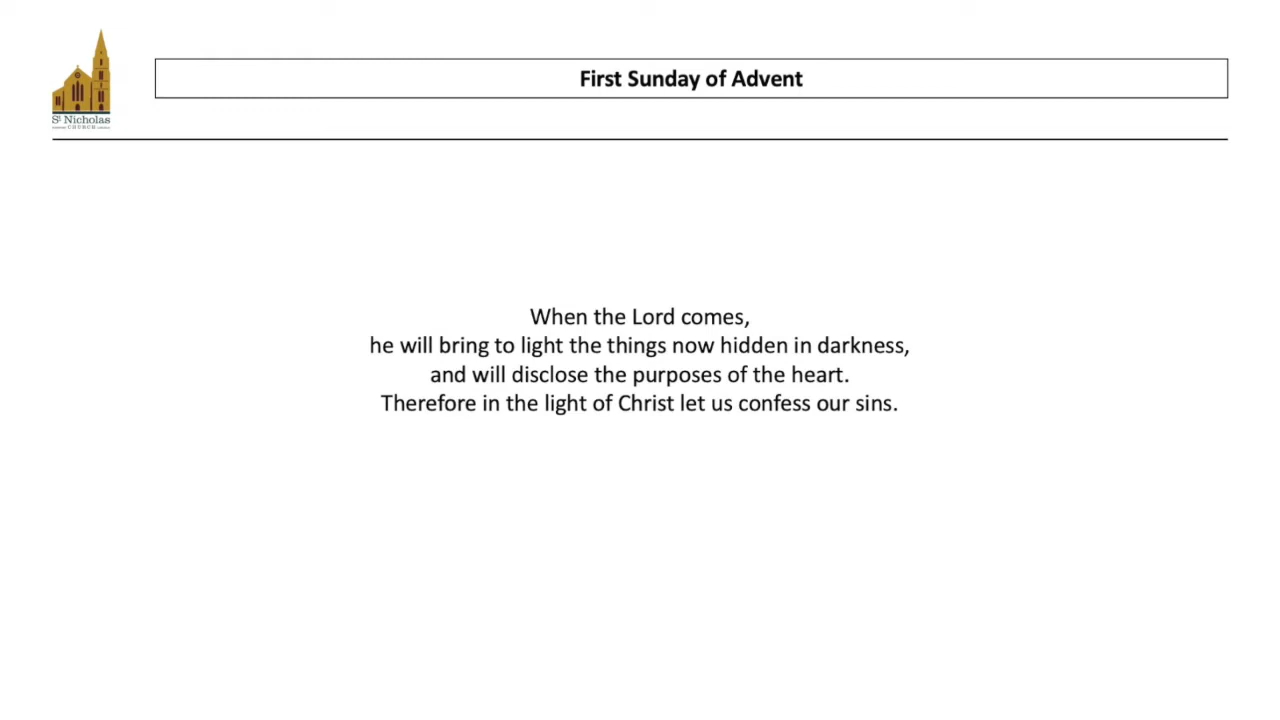 First Sunday of Advent
St Nicholas
CHURCH
When the Lord comes,
he will bring to light the things now hidden in darkness,
and will disclose the purposes of the heart.
Therefore in the light of Christ let us confess our sins.